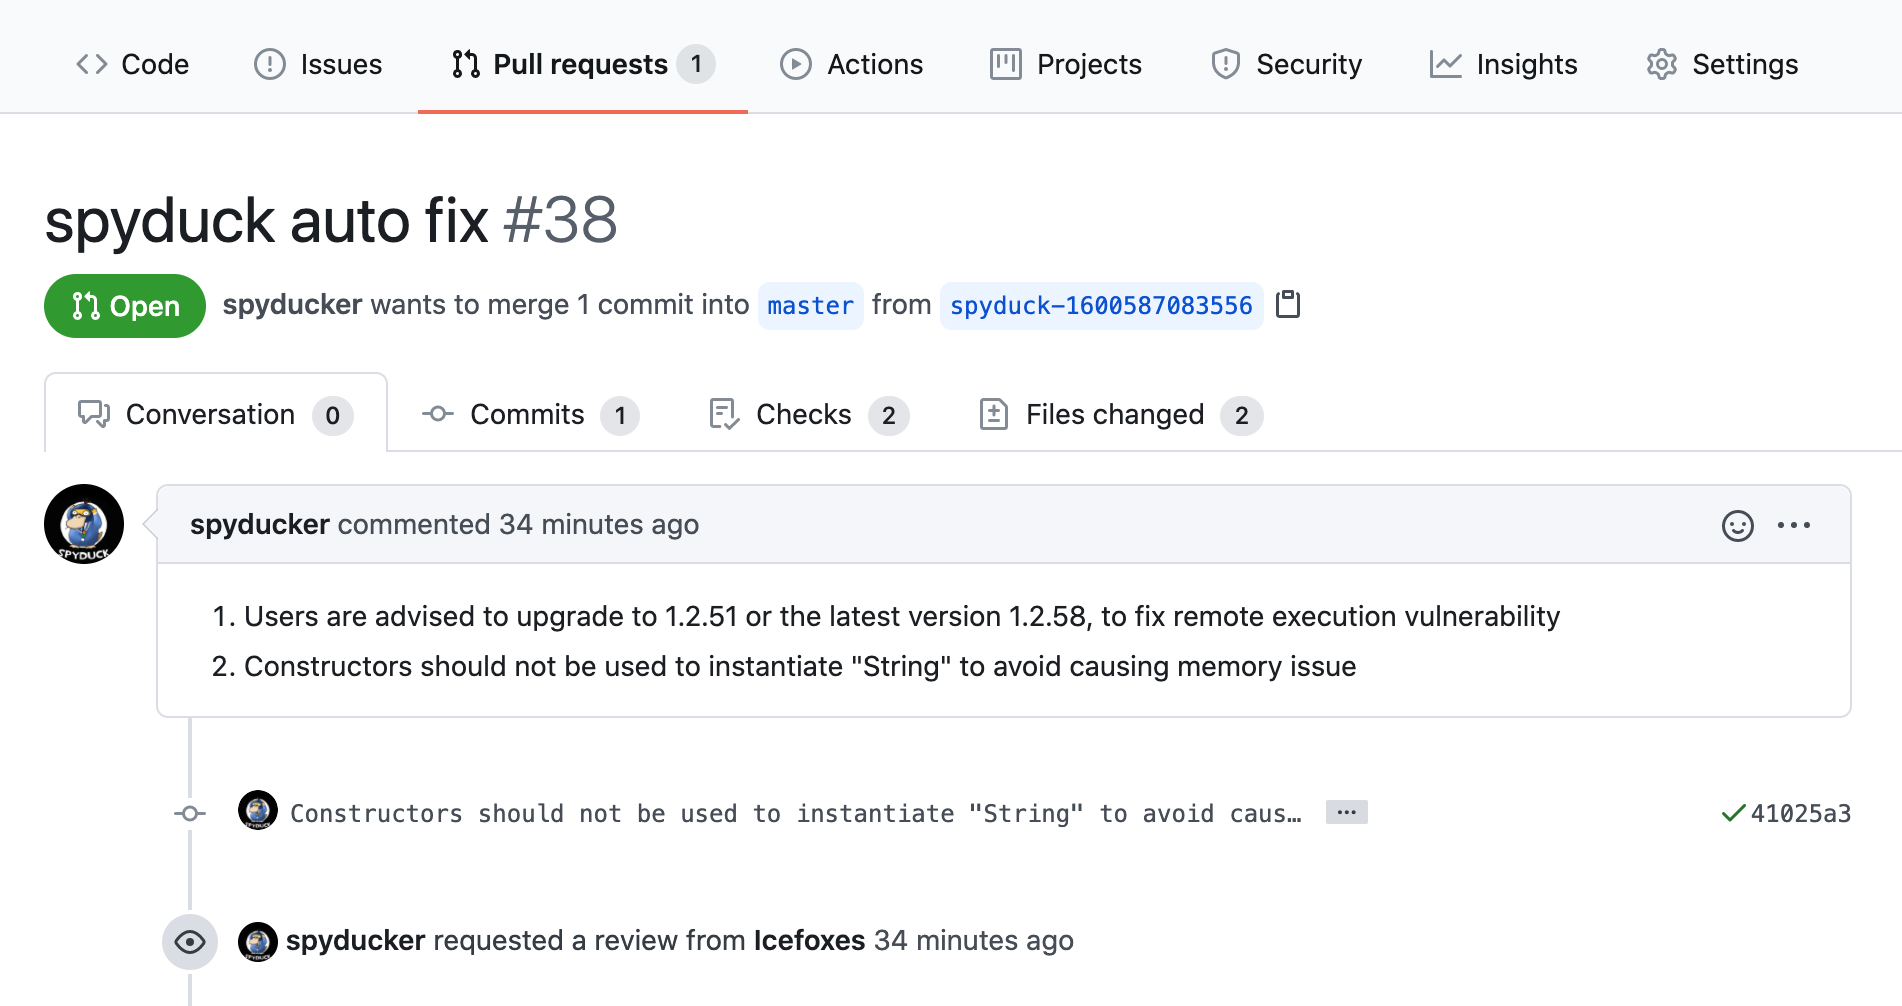 Code Issues Pull requests 1 Actions Projects Security Insights Settings
spyduck auto fix #38
Open spyducker wants to merge 1 commit into master from spyduck-1600587083556
Conversation 0 Commits 1 Checks 2 Files changed 2
spyducker commented 34 minutes ago
SPYDUCK
1. Users are advised to upgrade to 1.2.51 or the latest version 1.2.58, to fix remote execution vulnerability
2. Constructors should not be used to instantiate "String" to avoid causing memory issue
Constructors should not be used to instantiate "String" to avoid caus… 41025a3
spyducker requested a review from Icefoxes 34 minutes ago